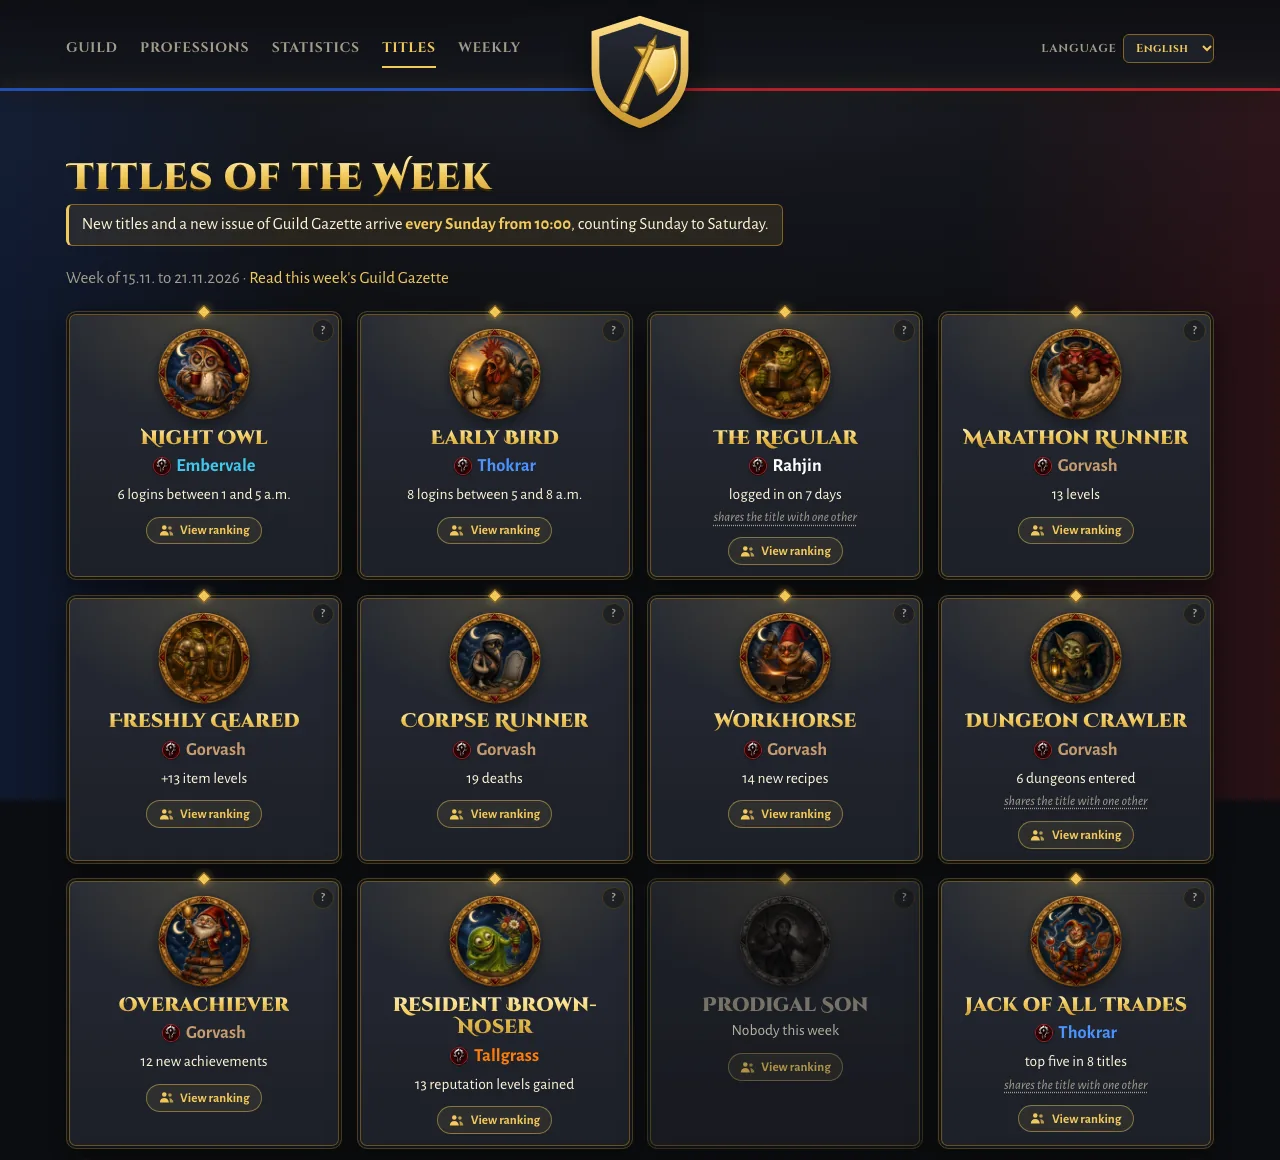 GUILD PROFESSIONS STATISTICS TITLES WEEKLY
LANGUAGE English
Titles of the Week
New titles and a new issue of Guild Gazette arrive every Sunday from 10:00, counting Sunday to Saturday.
Week of 15.11. to 21.11.2026 · Read this week's Guild Gazette
?
Night Owl
Embervale
6 logins between 1 and 5 a.m.
View ranking
?
Early Bird
Thokrar
8 logins between 5 and 8 a.m.
View ranking
?
The Regular
Rahjin
logged in on 7 days
shares the title with one other
View ranking
?
Marathon Runner
Gorvash
13 levels
View ranking
?
Freshly Geared
Gorvash
+13 item levels
View ranking
?
Corpse Runner
Gorvash
19 deaths
View ranking
?
Workhorse
Gorvash
14 new recipes
View ranking
?
Dungeon Crawler
Gorvash
6 dungeons entered
shares the title with one other
View ranking
?
Overachiever
Gorvash
12 new achievements
View ranking
?
Resident Brown-
Noser
Tallgrass
13 reputation levels gained
View ranking
?
Prodigal Son
Nobody this week
View ranking
?
Jack of All Trades
Thokrar
top five in 8 titles
shares the title with one other
View ranking